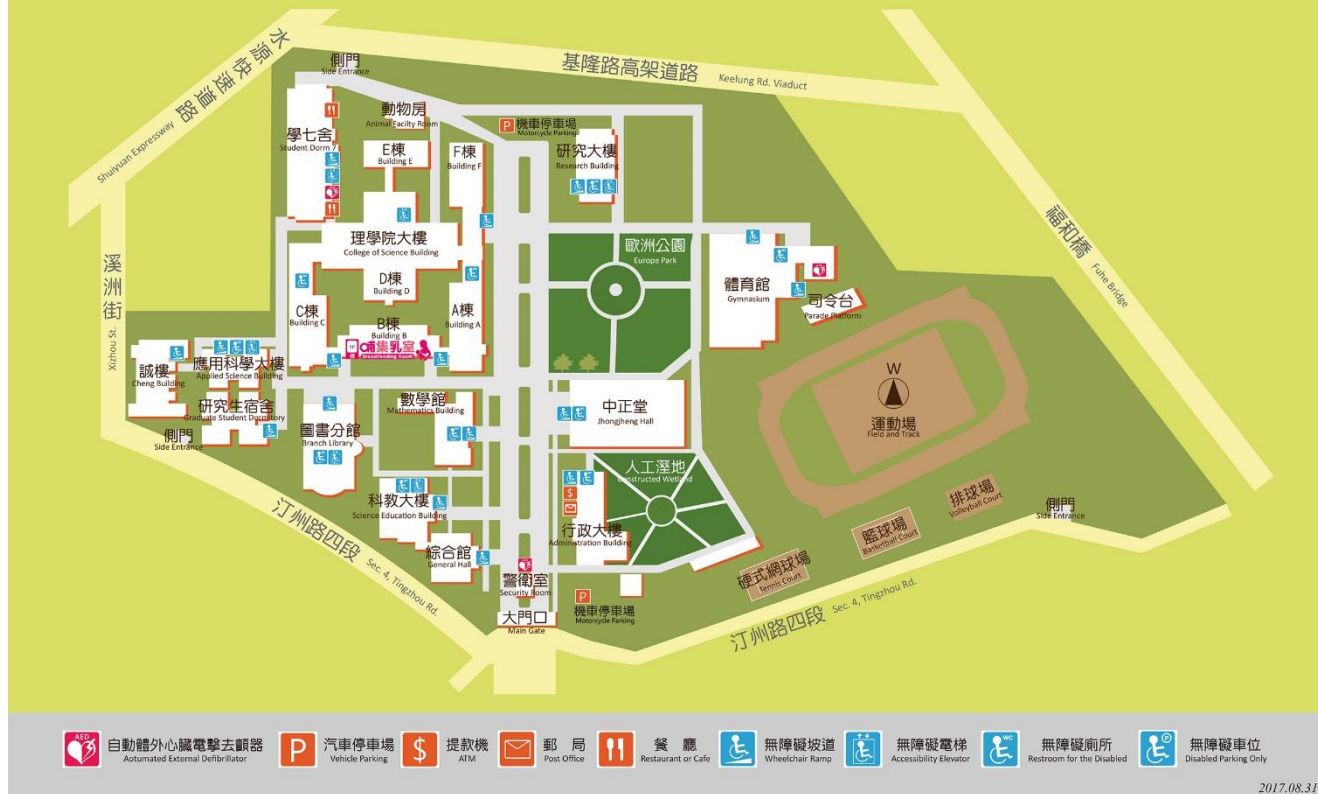 水源快速道路
Shuiyuan Expressway
側門
Side Entrance
基隆路高架道路
Keelung Rd. Viaduct
動物房
Animal Facilty Room
P 機車停車場
Motorcycle Parking
學七舍
Student Dorm 7
E棟
Building E
F棟
Building F
研究大樓
Research Building
福和橋
Fuhe Bridge
理學院大樓
College of Science Building
歐洲公園
Europe Park
溪洲街
Xizhou St.
D棟
Building D
體育館
Gymnasium
司令台
Parade Platform
C棟
Building C
B棟
Building B
A棟
Building A
哺集乳室
Breastfeeding Room
誠樓
Cheng Building
應用科學大樓
Applied Science Building
W
運動場
Field and Track
研究生宿舍
Graduate Student Dormitory
數學館
Mathematics Building
中正堂
Jhongjheng Hall
側門
Side Entrance
圖書分館
Branch Library
人工溼地
Constructed Wetland
科教大樓
Science Education Building
$
行政大樓
Administration Building
排球場
Volleyball Court
籃球場
Basketball Court
側門
Side Entrance
汀州路四段
Sec. 4, Tingzhou Rd.
綜合館
General Hall
警衛室
Security Room
硬式網球場
Tennis Court
P
機車停車場
Motorcycle Parking
大門口
Main Gate
汀州路四段 Sec. 4, Tingzhou Rd.
AED
自動體外心臟電擊去顫器
Aotumated External Defibrillator
P
汽車停車場
Vehicle Parking
$
提款機
ATM
郵局
Post Office
餐廳
Restaurant or Cafe
無障礙坡道
Wheelchair Ramp
無障礙電梯
Accessibility Elevator
WC
無障礙廁所
Restroom for the Disabled
P
無障礙車位
Disabled Parking Only
2017.08.31